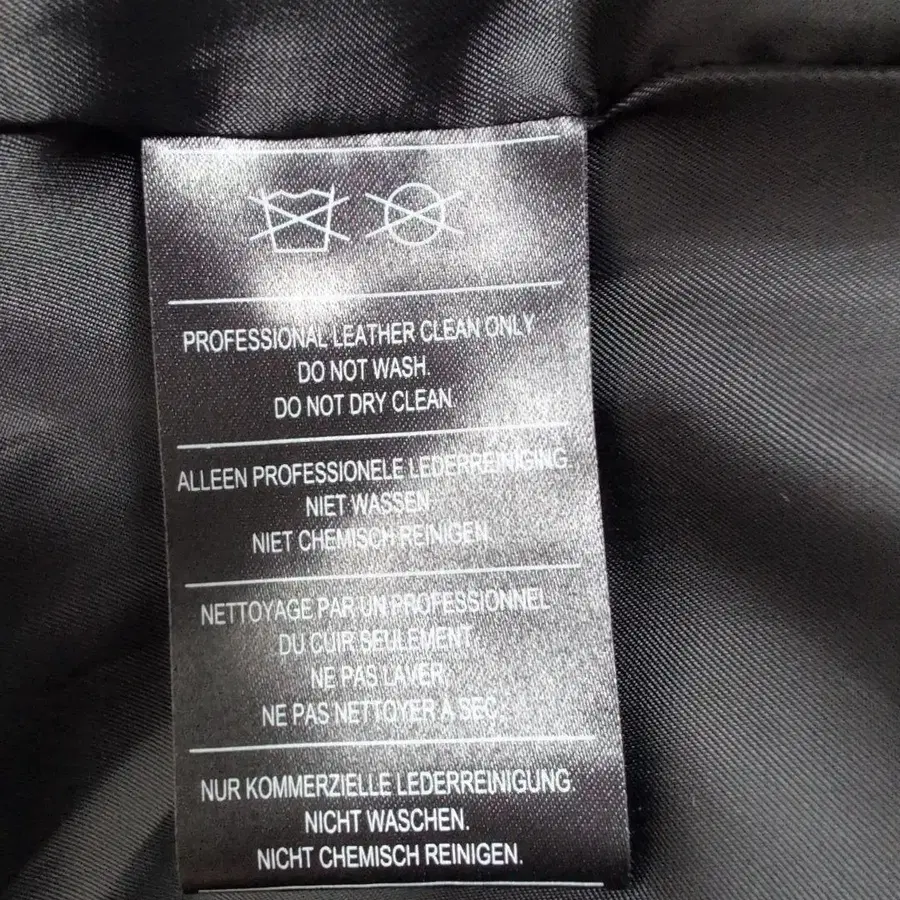 PROFESSIONAL LEATHER CLEAN ONLY
DO NOT WASH.
DO NOT DRY CLEAN
ALLEEN PROFESSIONELE LEDERREINIGING
NIET WASSEN
NIET CHEMISCH REINIGEN.
NETTOYAGE PAR UN PROFESSIONNEL
DU CUIR SEULEMENT.
NE PAS LAVER.
NE PAS NETTOYER A SEC.
NUR KOMMERZIELLE LEDERREINIGUNG.
NICHT WASCHEN.
NICHT CHEMISCH REINIGEN.